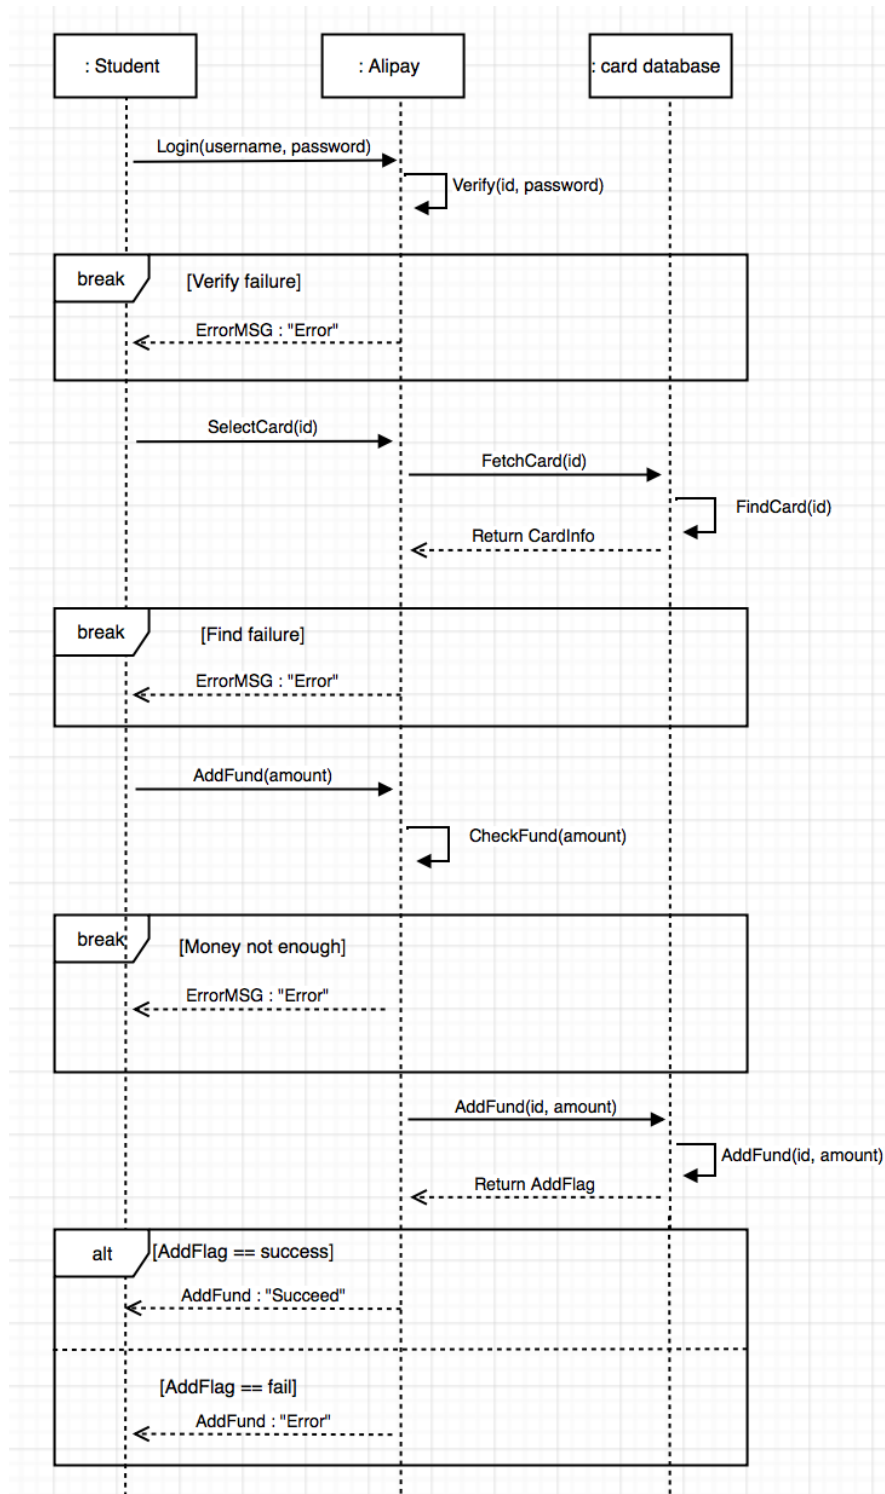 : Student
: Alipay
: card database
Login(username, password)
Verify(id, password)
break
[Verify failure]
ErrorMSG : "Error"
SelectCard(id)
FetchCard(id)
FindCard(id)
Return CardInfo
break
[Find failure]
ErrorMSG : "Error"
AddFund(amount)
CheckFund(amount)
break
[Money not enough]
ErrorMSG : "Error"
AddFund(id, amount)
AddFund(id, amount)
Return AddFlag
alt
[AddFlag == success]
AddFund : "Succeed"
[AddFlag == fail]
AddFund : "Error"